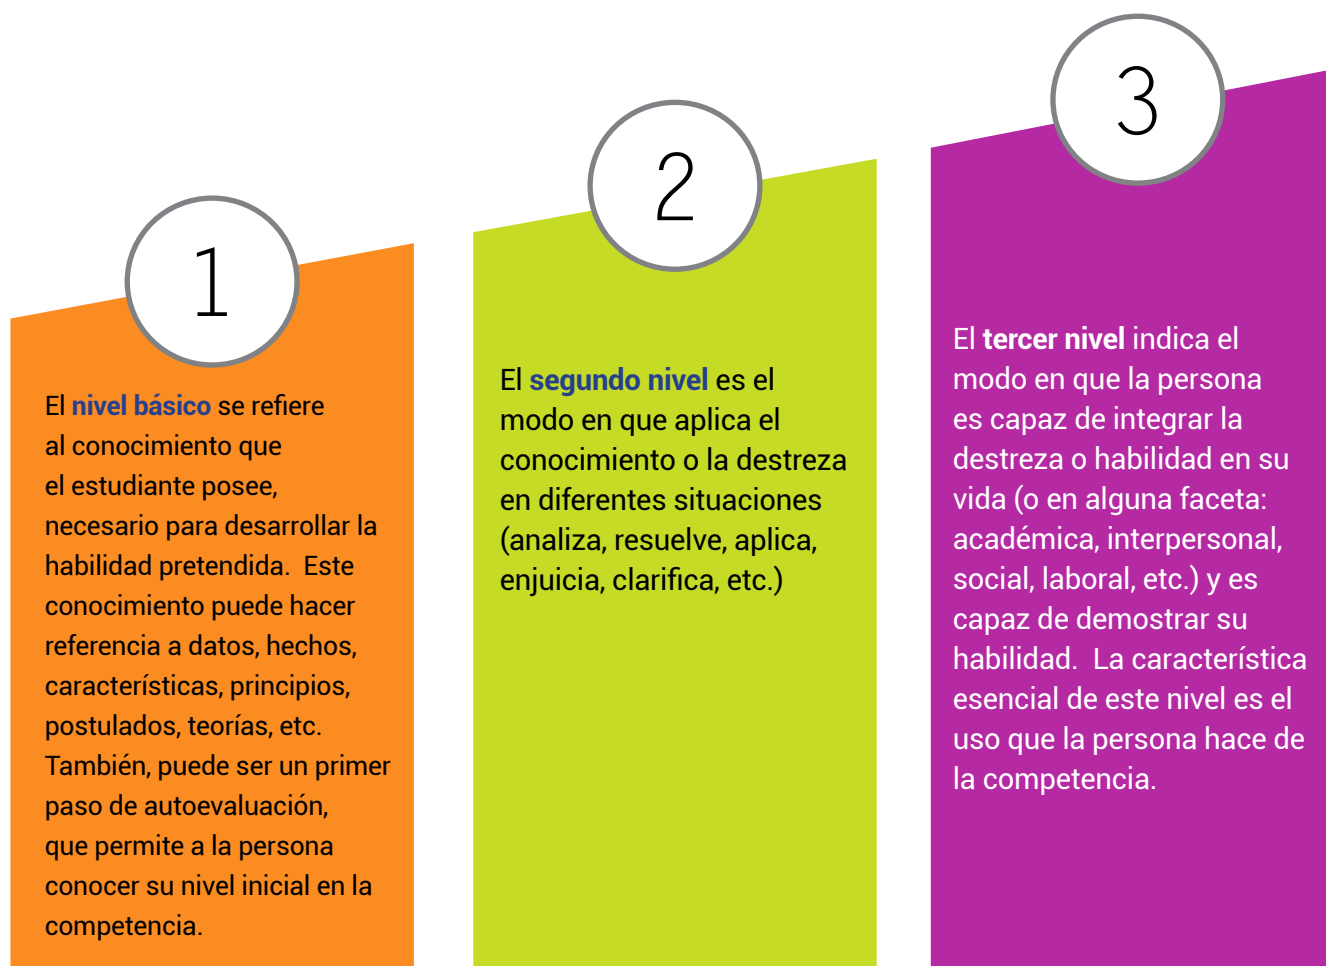 1
El nivel básico se refiere
al conocimiento que
el estudiante posee,
necesario para desarrollar la
habilidad pretendida.  Este
conocimiento puede hacer
referencia a datos, hechos,
características, principios,
postulados, teorías, etc.
También, puede ser un primer
paso de autoevaluación,
que permite a la persona
conocer su nivel inicial en la
competencia.
2
El segundo nivel es el
modo en que aplica el
conocimiento o la destreza
en diferentes situaciones
(analiza, resuelve, aplica,
enjuicia, clarifica, etc.)
3
El tercer nivel indica el
modo en que la persona
es capaz de integrar la
destreza o habilidad en su
vida (o en alguna faceta:
académica, interpersonal,
social, laboral, etc.) y es
capaz de demostrar su
habilidad.  La característica
esencial de este nivel es el
uso que la persona hace de
la competencia.